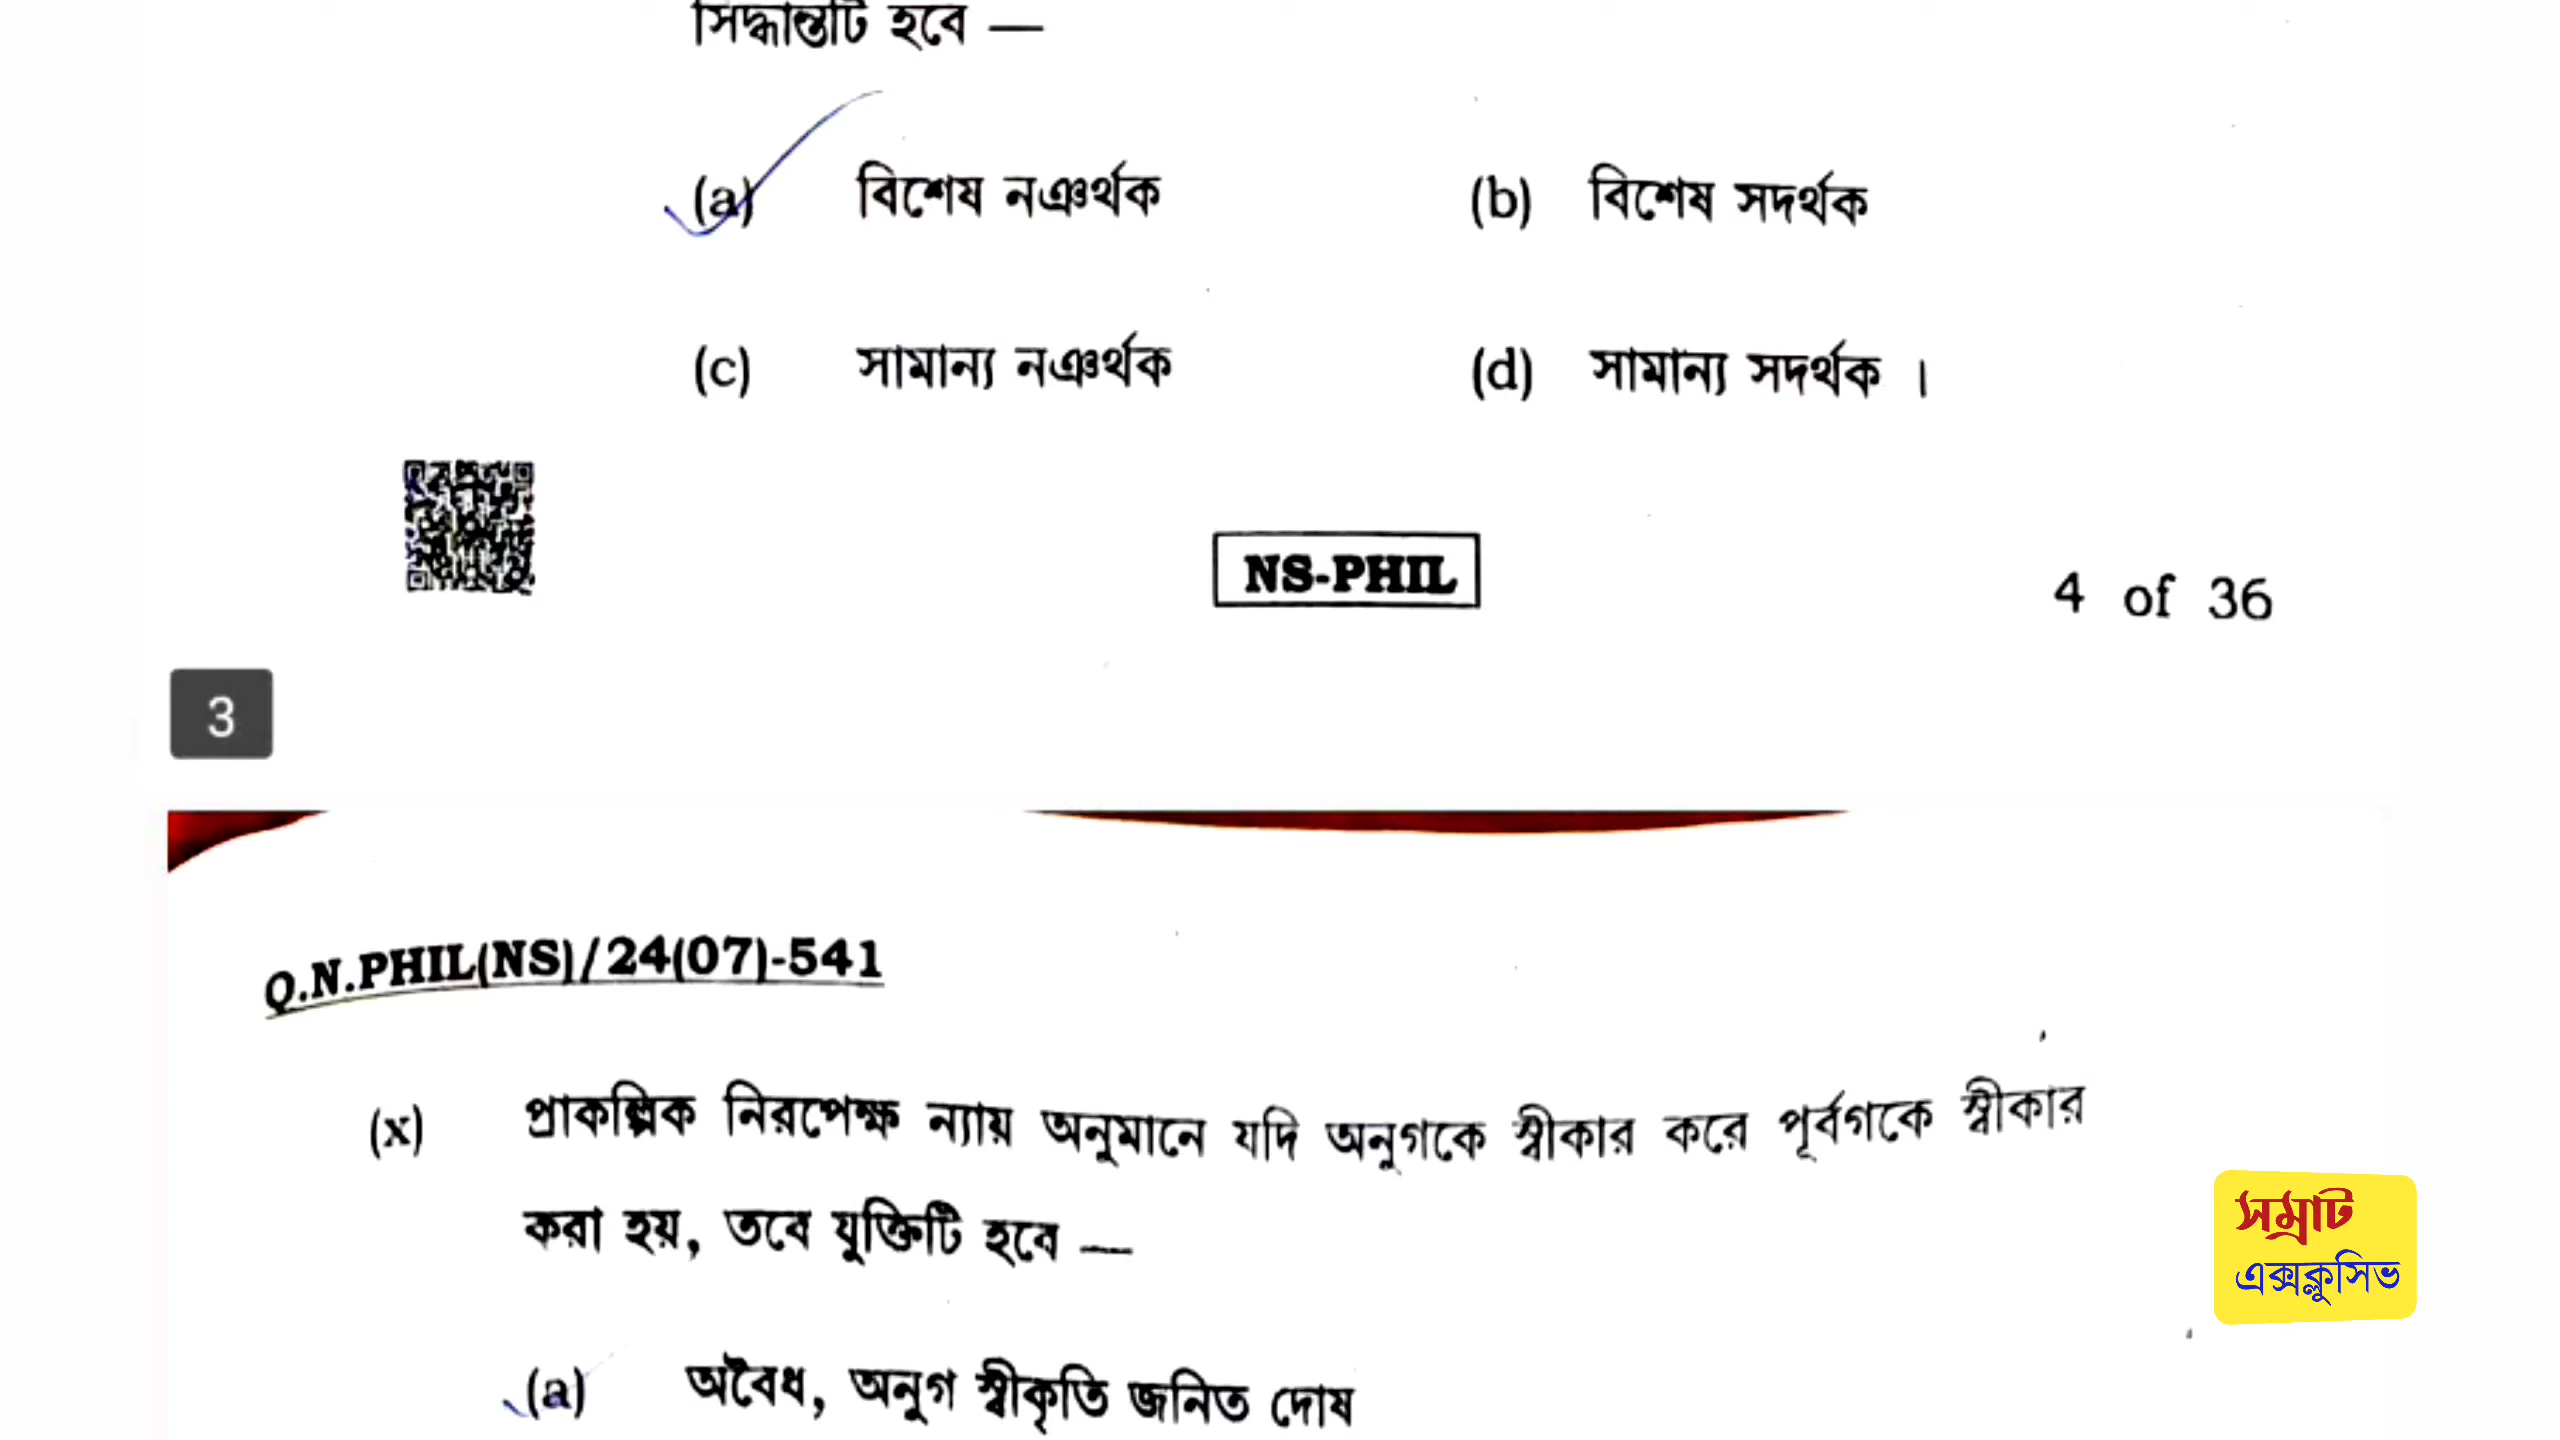 সিদ্ধান্তটি হবে —
(a) বিশেষ নঞর্থক (b) বিশেষ সদর্থক
(c) সামান্য নঞর্থক (d) সামান্য সদর্থক ।
NS-PHIL
4 of 36
3
Q.N.PHIL(NS)/24(07)-541
(x) প্রাকল্পিক নিরপেক্ষ ন্যায় অনুমানে যদি অনুগকে স্বীকার করে পূর্বগকে স্বীকার
করা হয়, তবে যুক্তিটি হবে —
সম্রাট
এক্সক্লুসিভ
(a) অবৈধ, অনুগ স্বীকৃতি জনিত দোষ